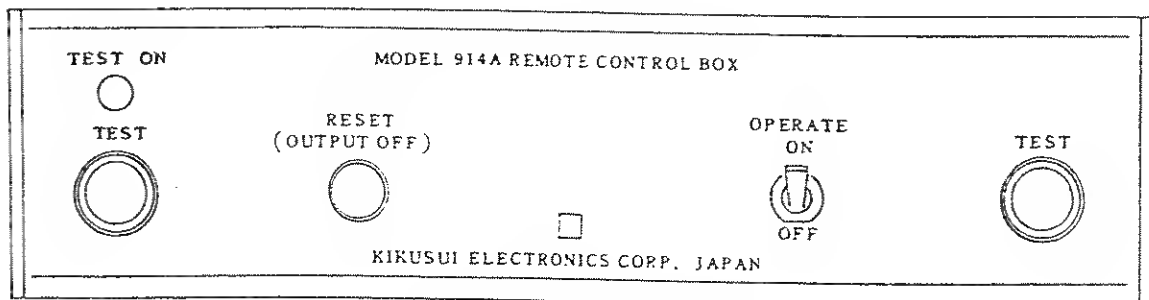 TEST ON
MODEL 914A REMOTE CONTROL BOX
TEST
RESET
(OUTPUT OFF)
OPERATE
ON
OFF
TEST
KIKUSUI ELECTRONICS CORP. JAPAN